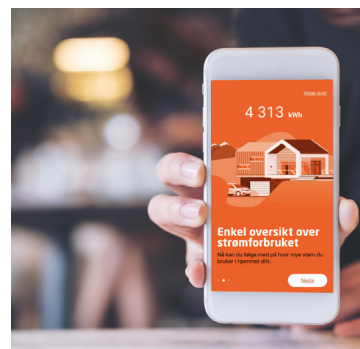 Hopp over
4 313 kWh
Enkel oversikt over
strømforbruket
Nå kan du følge med på hvor mye strøm du
bruker i hjemmet ditt.
Neste